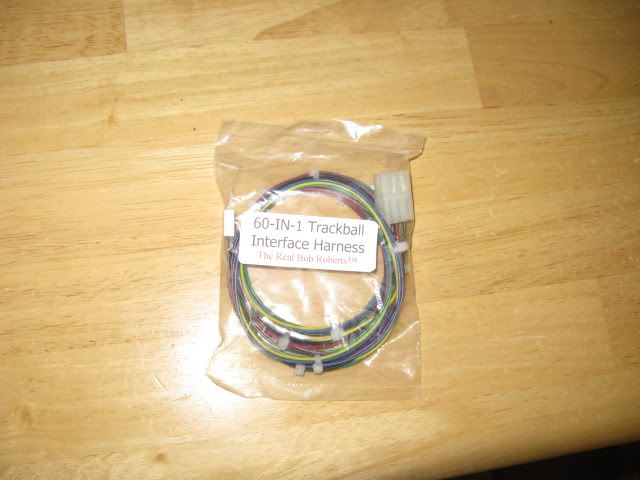 60-IN-1 Trackball
Interface Harness
The Real Bob Roberts™